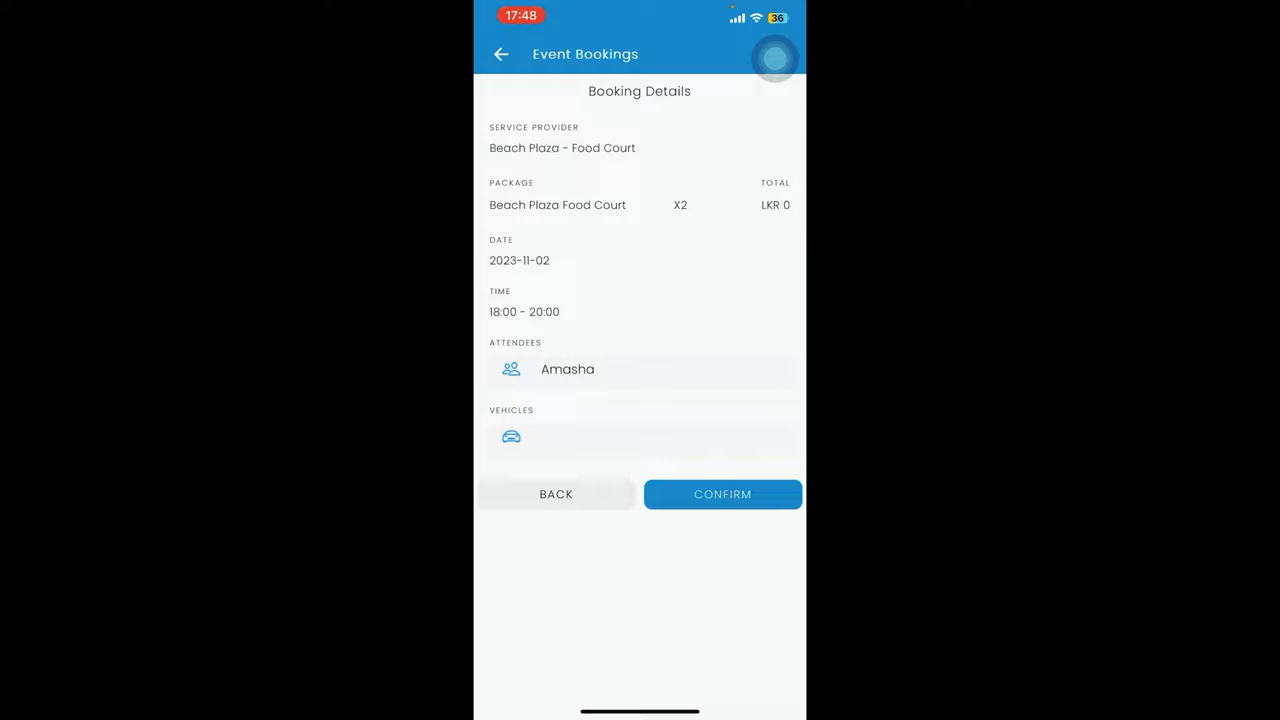 17:48
36
Event Bookings
Booking Details
SERVICE PROVIDER
Beach Plaza - Food Court
PACKAGE TOTAL
Beach Plaza Food Court X2 LKR 0
DATE
2023-11-02
TIME
18:00 - 20:00
ATTENDEES
Amasha
VEHICLES
BACK CONFIRM